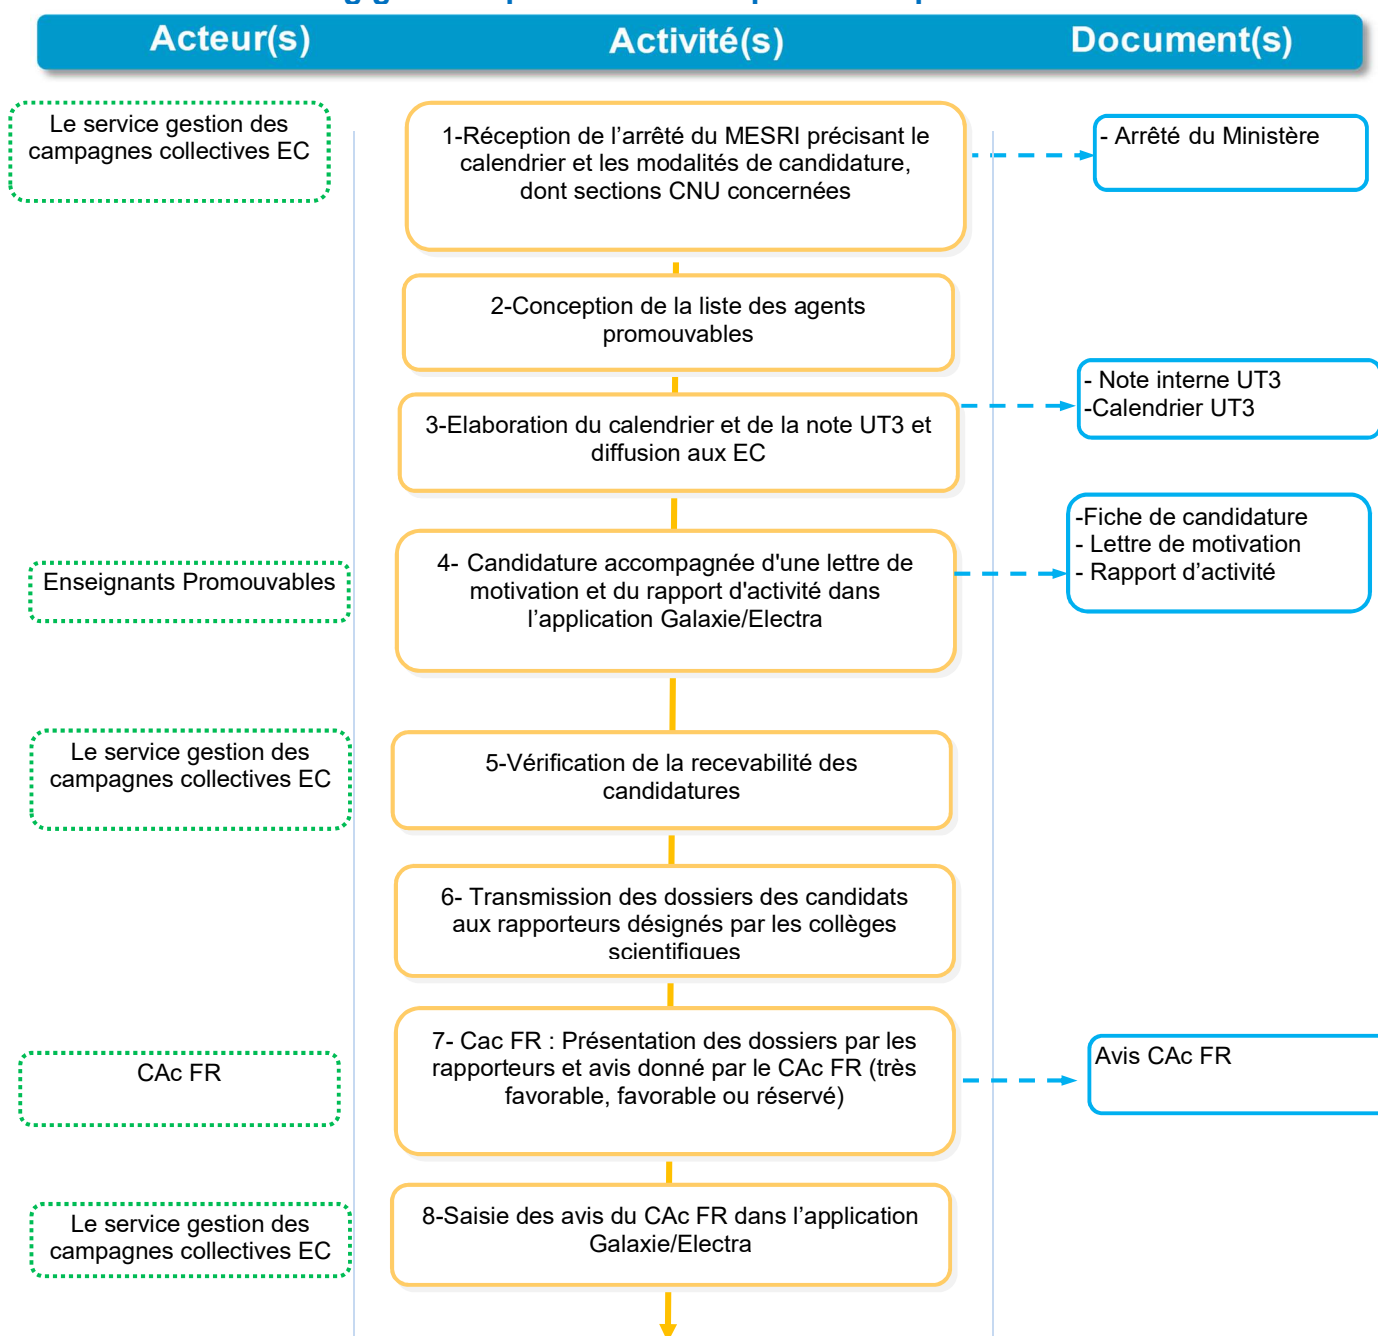 Acteur(s)
Activité(s)
Document(s)
Le service gestion des
campagnes collectives EC
1-Réception de l’arrêté du MESRI précisant le
calendrier et les modalités de candidature,
dont sections CNU concernées
- Arrêté du Ministère
2-Conception de la liste des agents
promouvables
3-Elaboration du calendrier et de la note UT3 et
diffusion aux EC
- Note interne UT3
-Calendrier UT3
Enseignants Promouvables
4- Candidature accompagnée d'une lettre de
motivation et du rapport d'activité dans
l’application Galaxie/Electra
-Fiche de candidature
- Lettre de motivation
- Rapport d’activité
Le service gestion des
campagnes collectives EC
5-Vérification de la recevabilité des
candidatures
6- Transmission des dossiers des candidats
aux rapporteurs désignés par les collèges
scientifiques
CAc FR
7- Cac FR : Présentation des dossiers par les
rapporteurs et avis donné par le CAc FR (très
favorable, favorable ou réservé)
Avis CAc FR
Le service gestion des
campagnes collectives EC
8-Saisie des avis du CAc FR dans l’application
Galaxie/Electra